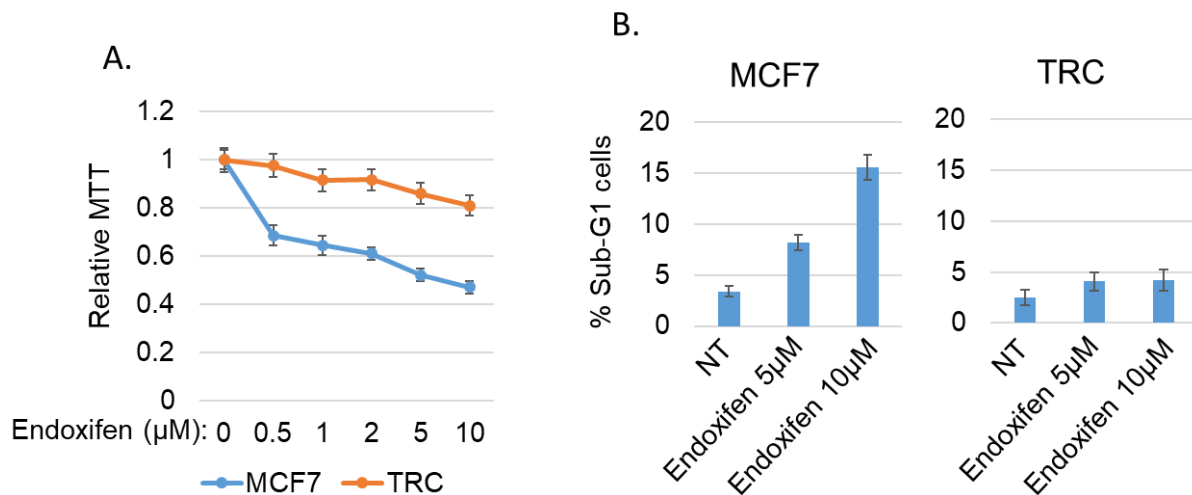 A.
Relative MTT
1.2
1
0.8
0.6
0.4
0.2
0
Endoxifen (µM): 0 0.5 1 2 5 10
MCF7 TRC
B.
MCF7
% Sub-G1 cells
20
15
10
5
0
NT
Endoxifen 5µM
Endoxifen 10µM
TRC
20
15
10
5
0
NT
Endoxifen 5µM
Endoxifen 10µM